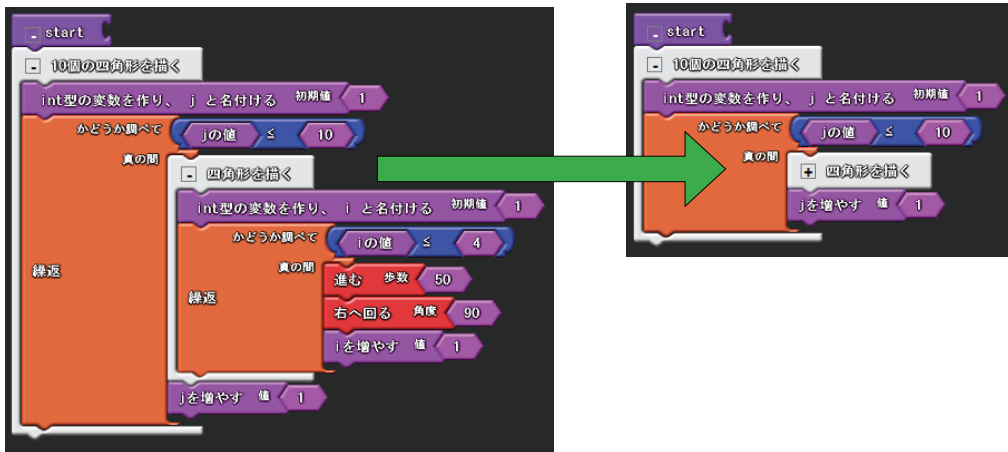 - start
- 10個の四角形を描く
int型の変数を作り、 j と名付ける 初期値 1
かどうか調べて jの値 ≤ 10
真の間
- 四角形を描く
int型の変数を作り、 i と名付ける 初期値 1
かどうか調べて iの値 ≤ 4
真の間
進む 歩数 50
繰返
繰返
右へ回る 角度 90
iを増やす 値 1
jを増やす 値 1
- start
- 10個の四角形を描く
int型の変数を作り、 j と名付ける 初期値 1
かどうか調べて jの値 ≤ 10
真の間
+ 四角形を描く
jを増やす 値 1